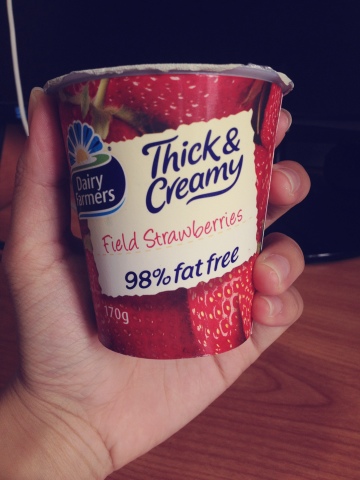 Thick &
Creamy
Dairy
Farmers
Field Strawberries
98% fat free
170g